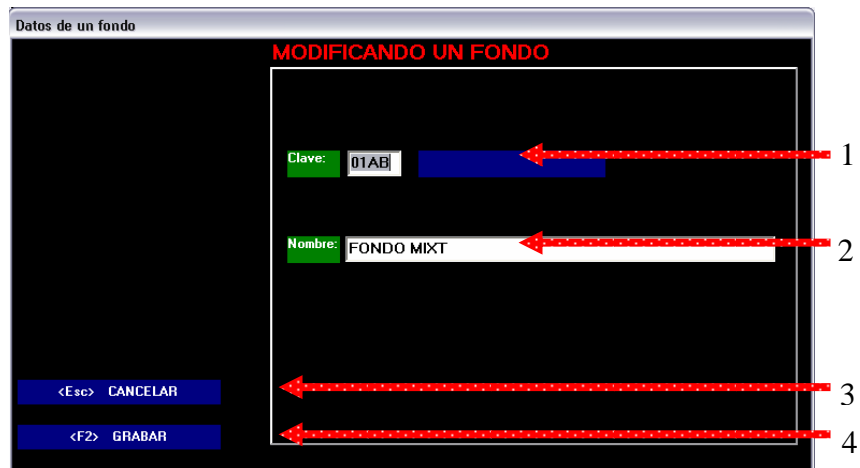 Datos de un fondo
MODIFICANDO UN FONDO
Clave: 01AB 1
Nombre: FONDO MIXT 2
<Esc> CANCELAR 3
<F2> GRABAR 4